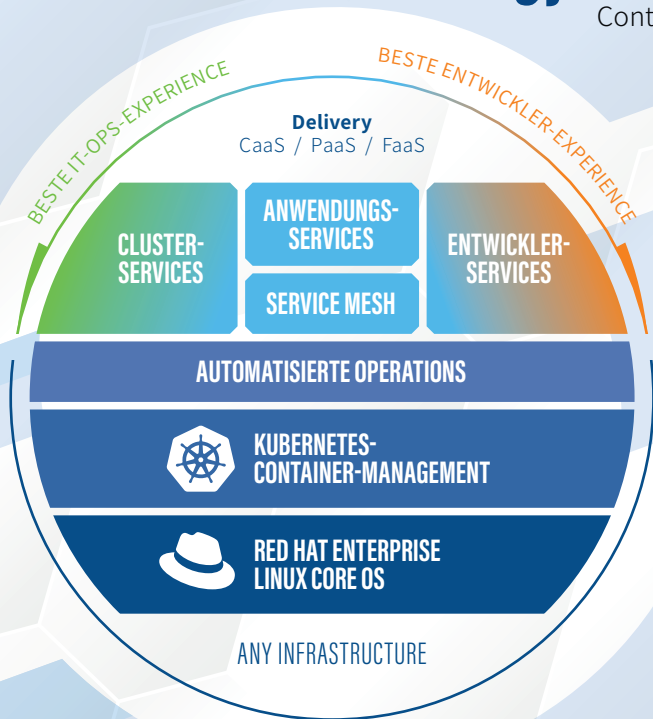 Cont
BESTE IT-OPS-EXPERIENCE
BESTE ENTWICKLER-EXPERIENCE
Delivery
CaaS / PaaS / FaaS
CLUSTER-
SERVICES
ANWENDUNGS-
SERVICES
SERVICE MESH
ENTWICKLER-
SERVICES
AUTOMATISIERTE OPERATIONS
KUBERNETES-
CONTAINER-MANAGEMENT
RED HAT ENTERPRISE
LINUX CORE OS
ANY INFRASTRUCTURE